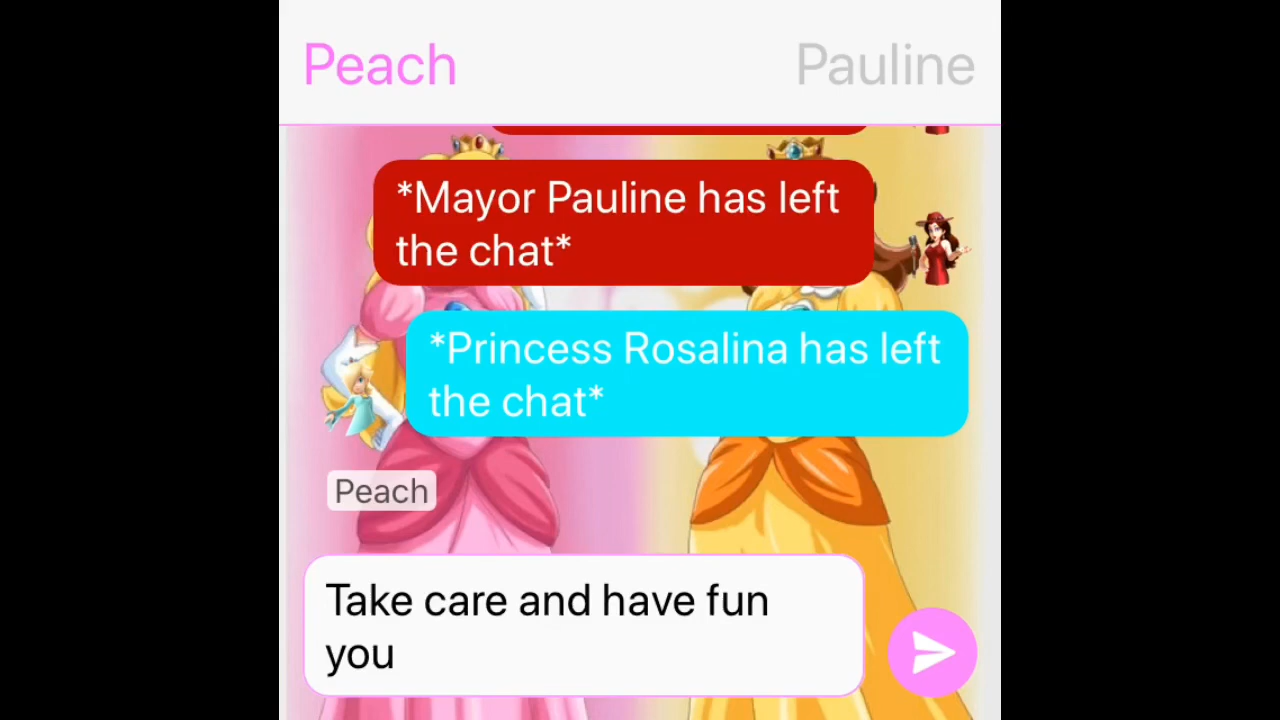 Peach
Pauline
*Mayor Pauline has left
the chat*
*Princess Rosalina has left
the chat*
Peach
Take care and have fun
you